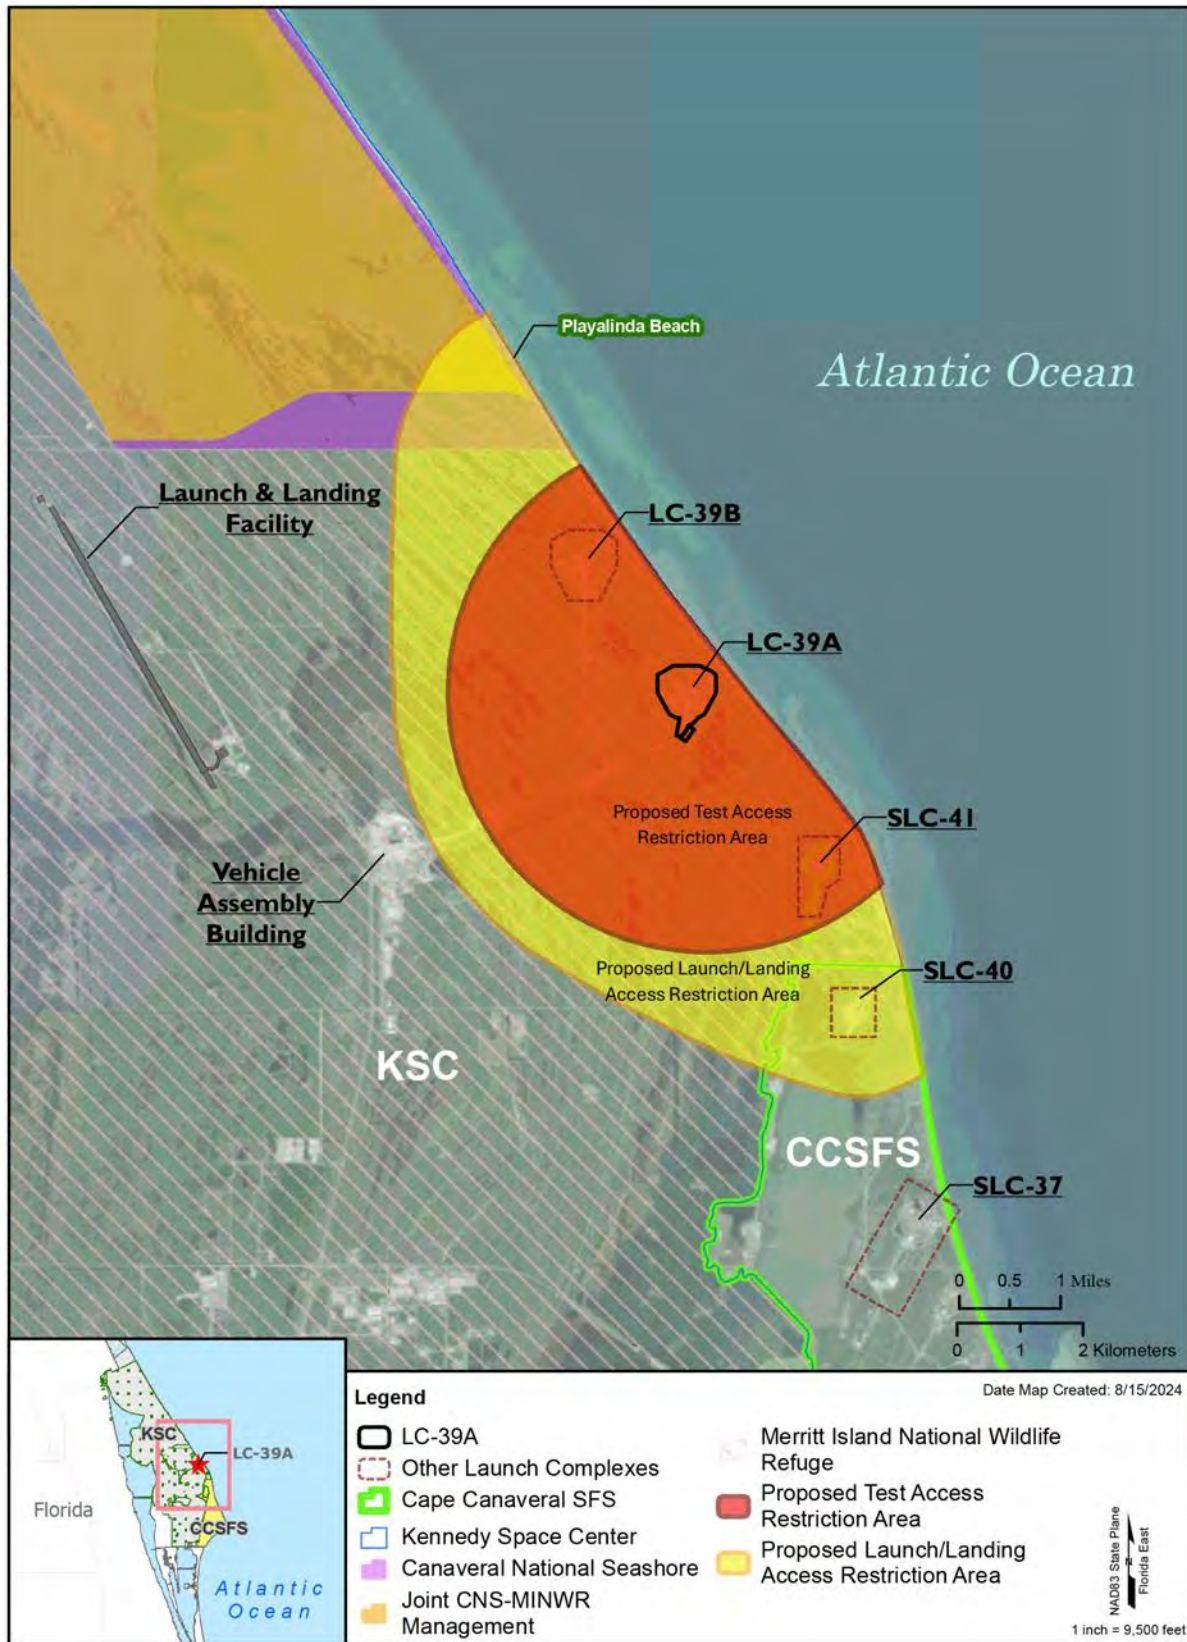 Playalinda Beach
Atlantic Ocean
Launch & Landing
Facility
LC-39B
LC-39A
Proposed Test Access
Restriction Area
SLC-41
Vehicle
Assembly
Building
Proposed Launch/Landing
Access Restriction Area
SLC-40
KSC
CCSFS
SLC-37
0 0.5 1 Miles
0 1 2 Kilometers
KSC
LC-39A
Florida
CCSFS
Atlantic
Ocean
Date Map Created: 8/15/2024
Legend
LC-39A
Other Launch Complexes
Cape Canaveral SFS
Kennedy Space Center
Canaveral National Seashore
Joint CNS-MINWR
Management
Merritt Island National Wildlife
Refuge
Proposed Test Access
Restriction Area
Proposed Launch/Landing
Access Restriction Area
N
NAD83 State Plane
Florida East
1 inch = 9,500 feet